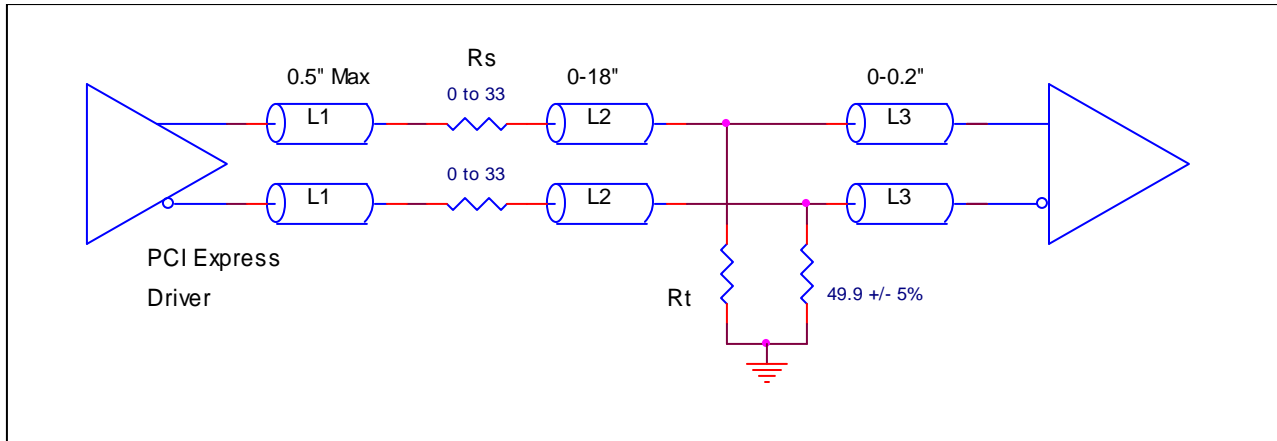 Rs
0.5" Max
0-18"
0-0.2"
0 to 33
L1
L2
L3
0 to 33
L1
L2
L3
PCI Express
Driver
Rt
49.9 +/- 5%